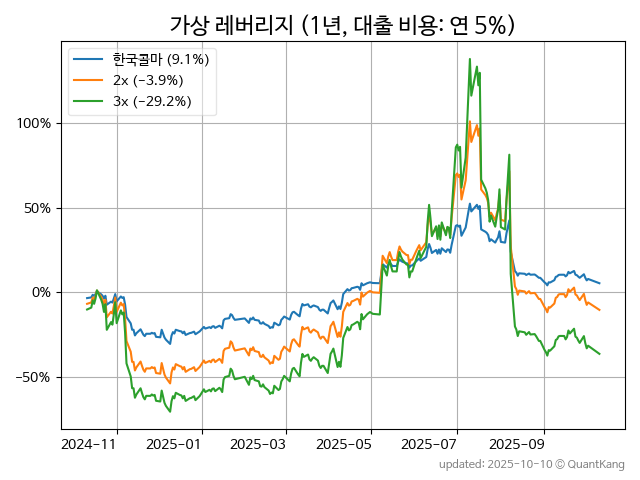 가상 레버리지 (1년, 대출 비용: 연 5%)
한국콜마 (9.1%)
2x (−3.9%)
3x (−29.2%)
100%
50%
0%
−50%
2024-11 2025-01 2025-03 2025-05 2025-07 2025-09
updated: 2025-10-10 © QuantKang